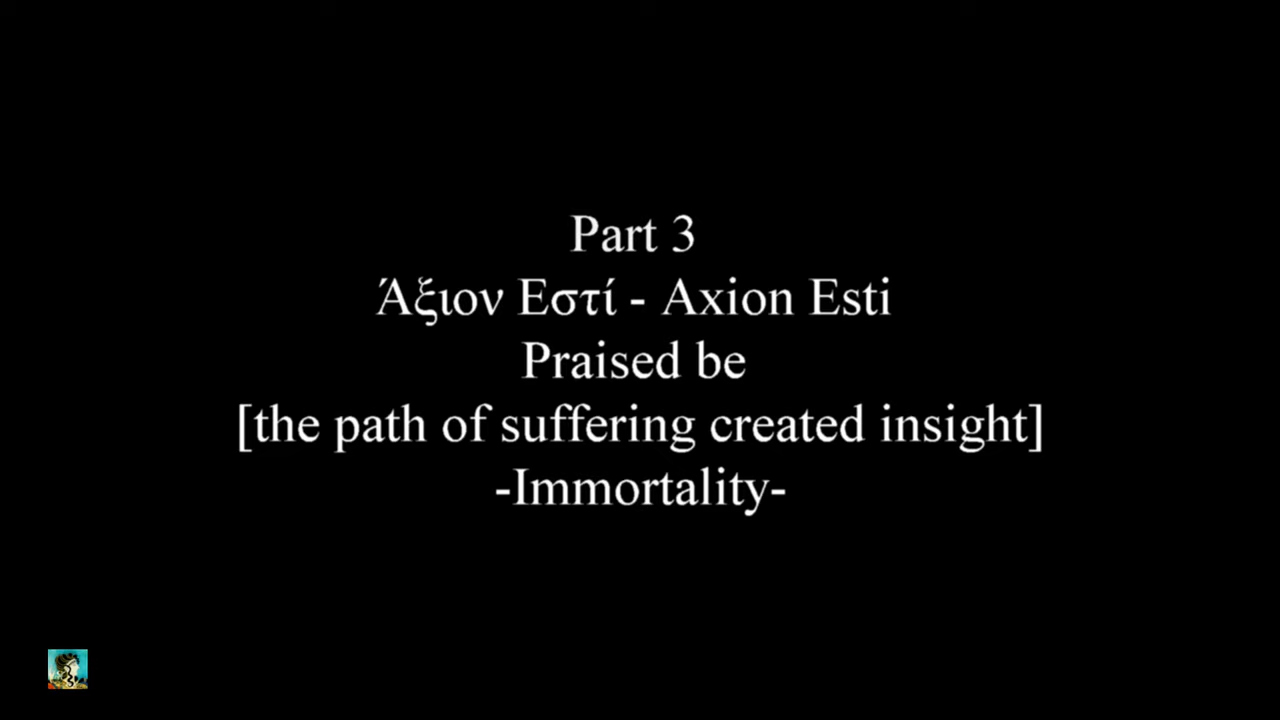 Part 3
Άξιον Εστί - Axion Esti
Praised be
[the path of suffering created insight]
-Immortality-